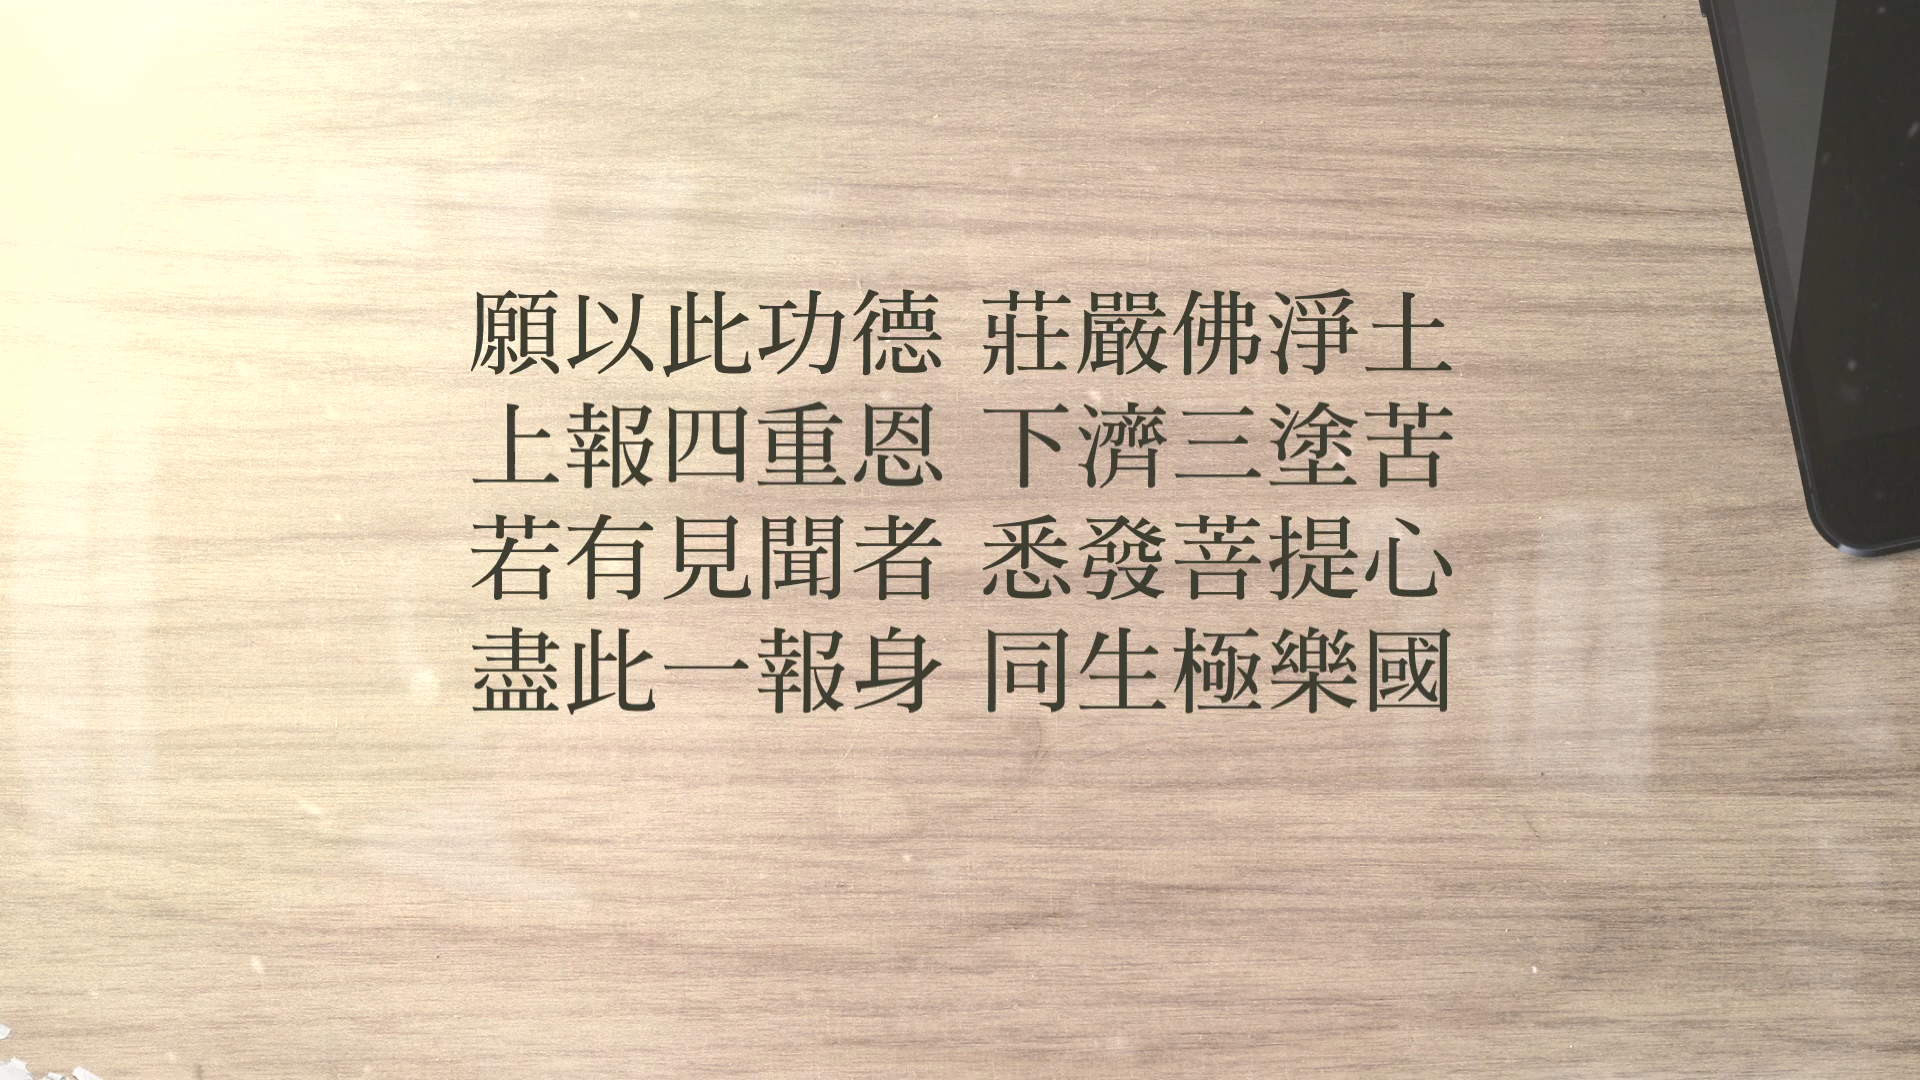 願以此功德 莊嚴佛淨土
上報四重恩 下濟三塗苦
若有見聞者 悉發菩提心
盡此一報身 同生極樂國